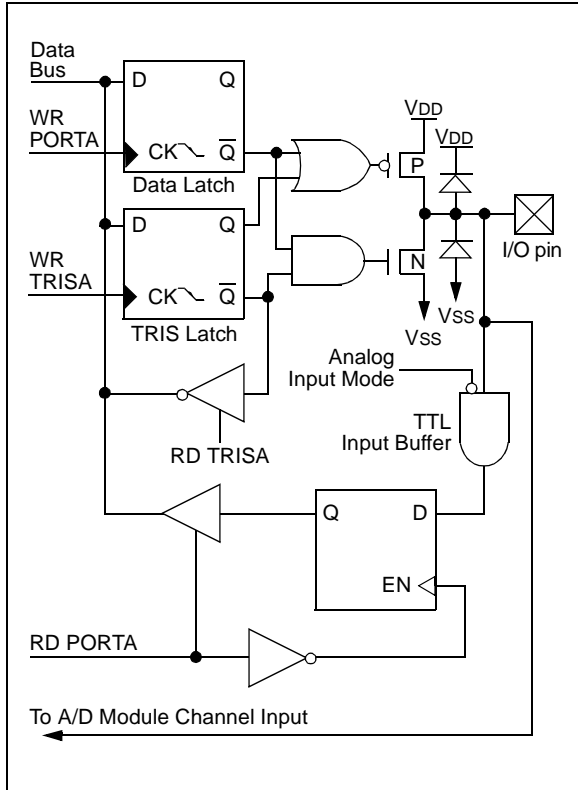 Data
Bus
D Q
VDD
WR
PORTA
VDD
CK Q
P
Data Latch
D Q
I/O pin
WR
TRISA
N
CK Q
VSS
VSS
TRIS Latch
Analog
Input Mode
TTL
Input Buffer
RD TRISA
Q D
EN
RD PORTA
To A/D Module Channel Input